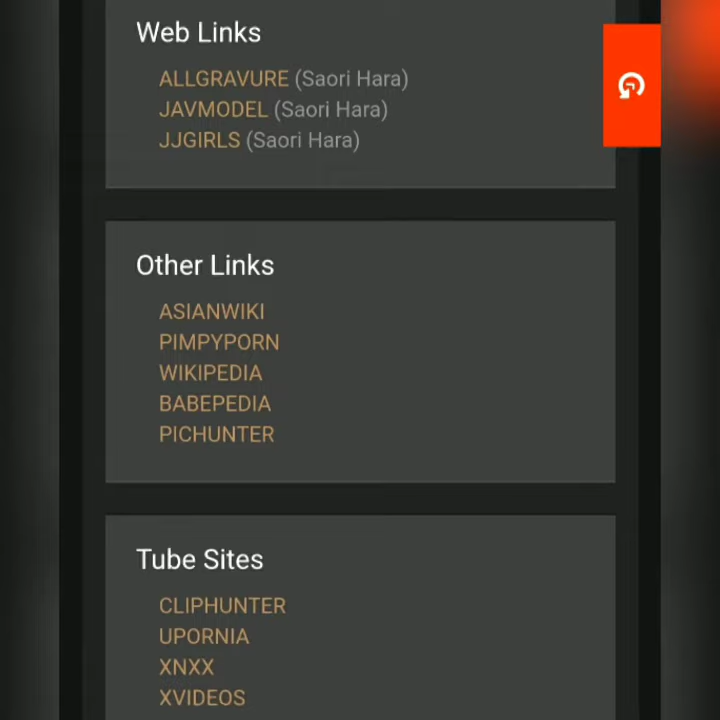 Web Links
ALLGRAVURE (Saori Hara)
JAVMODEL (Saori Hara)
JJGIRLS (Saori Hara)
Other Links
ASIANWIKI
PIMPYPORN
WIKIPEDIA
BABEPEDIA
PICHUNTER
Tube Sites
CLIPHUNTER
UPORNIA
XNXX
XVIDEOS